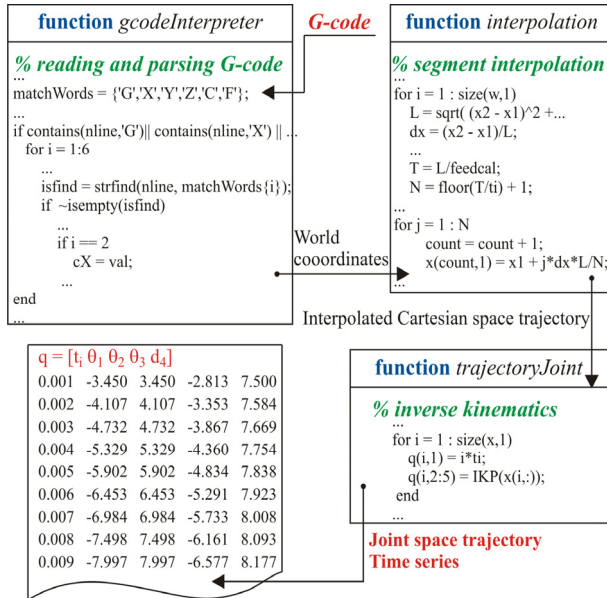 function gcodeInterpreter
% reading and parsing G-code
...
matchWords = {'G','X','Y','Z','C','F'};
...
if contains(nline,'G')|| contains(nline,'X') || ...
for i = 1:6
...
isfind = strfind(nline, matchWords{i});
if ~isempty(isfind)
...
if i == 2
cX = val;
...
end
...
G-code
function interpolation
% segment interpolation
...
for i = 1 : size(w,1)
L = sqrt( (x2 - x1)^2 +...
dx = (x2 - x1)/L;
...
T = L/feedcal;
N = floor(T/ti) + 1;
...
for j = 1 : N
count = count + 1;
x(count,1) = x1 + j*dx*L/N;
...
World
cooordinates
Interpolated Cartesian space trajectory
function trajectoryJoint
% inverse kinematics
...
for i = 1 : size(x,1)
q(i,1) = i*ti;
q(i,2:5) = IKP(x(i,:));
end
...
Joint space trajectory
Time series
q = [ti θ1 θ2 θ3 d4]
0.001 -3.450 3.450 -2.813 7.500
0.002 -4.107 4.107 -3.353 7.584
0.003 -4.732 4.732 -3.867 7.669
0.004 -5.329 5.329 -4.360 7.754
0.005 -5.902 5.902 -4.834 7.838
0.006 -6.453 6.453 -5.291 7.923
0.007 -6.984 6.984 -5.733 8.008
0.008 -7.498 7.498 -6.161 8.093
0.009 -7.997 7.997 -6.577 8.177